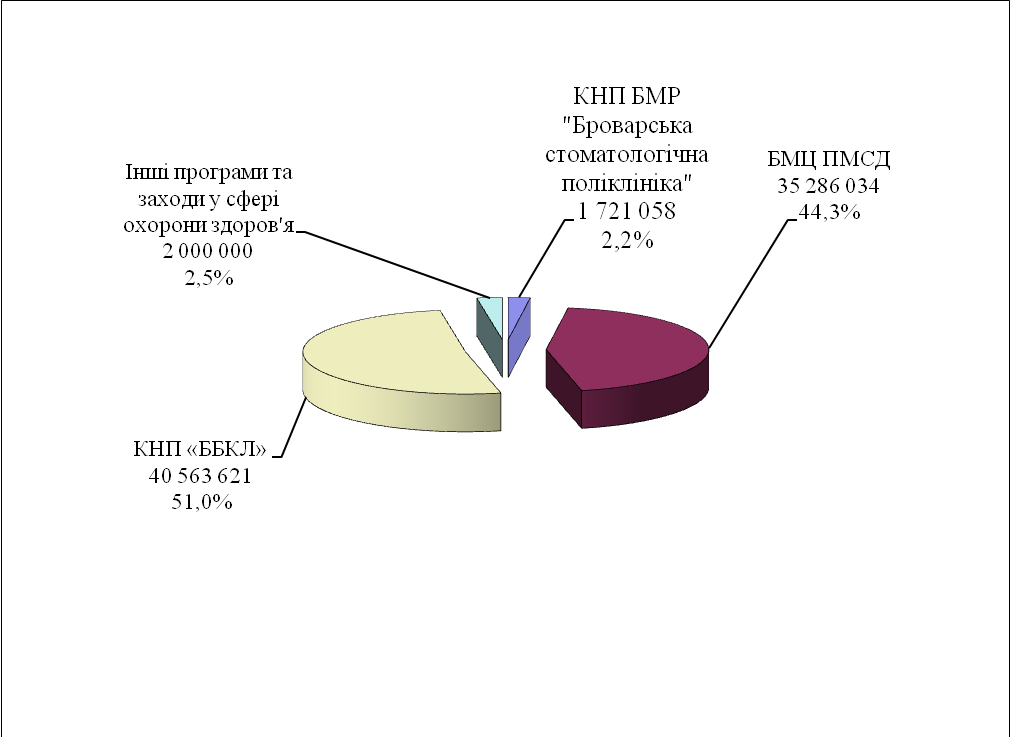 КНП БМР
"Броварська
стоматологічна
поліклініка"
1 721 058
2,2%
БМЦ ПМСД
35 286 034
44,3%
Інші програми та
заходи у сфері
охорони здоров'я
2 000 000
2,5%
КНП «ББКЛ»
40 563 621
51,0%